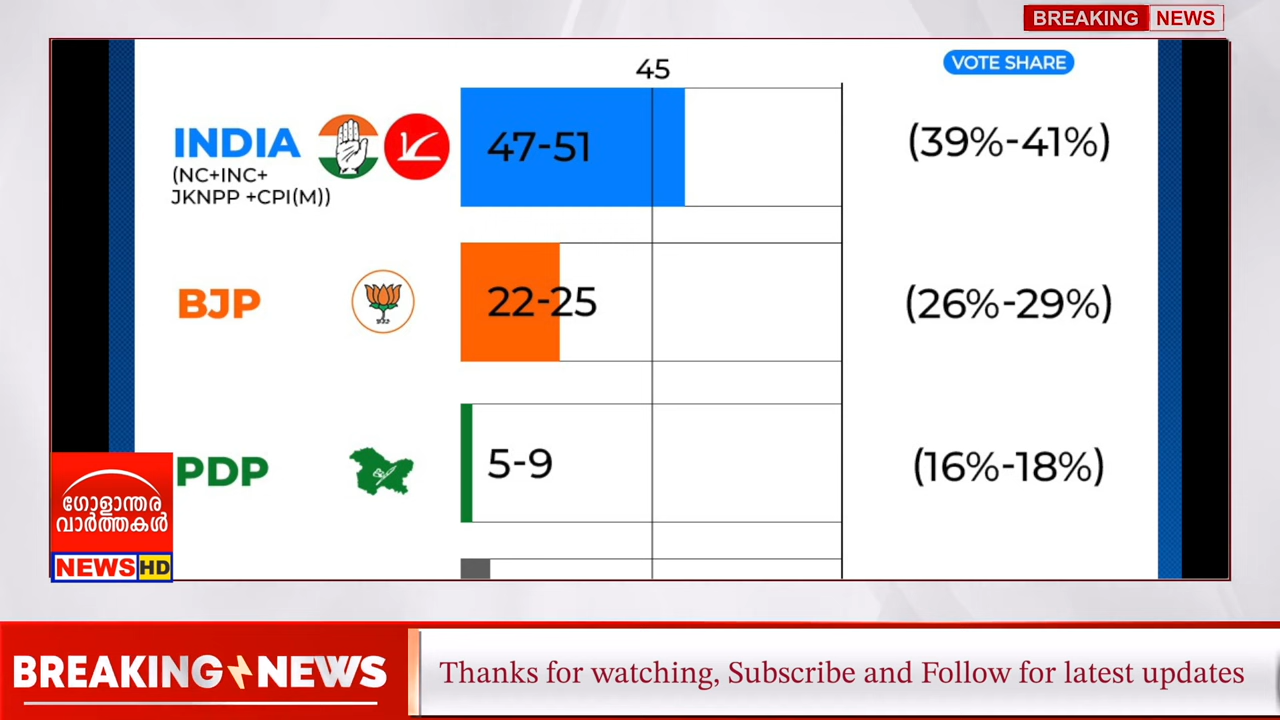 BREAKING NEWS
45
VOTE SHARE
INDIA
(NC+INC+
JKNPP +CPI(M))
47-51
(39%-41%)
BJP
22-25
(26%-29%)
PDP
5-9
(16%-18%)
ഗോളാന്തര
വാർത്തകൾ
NEWS HD
BREAKING NEWS
Thanks for watching, Subscribe and Follow for latest updates